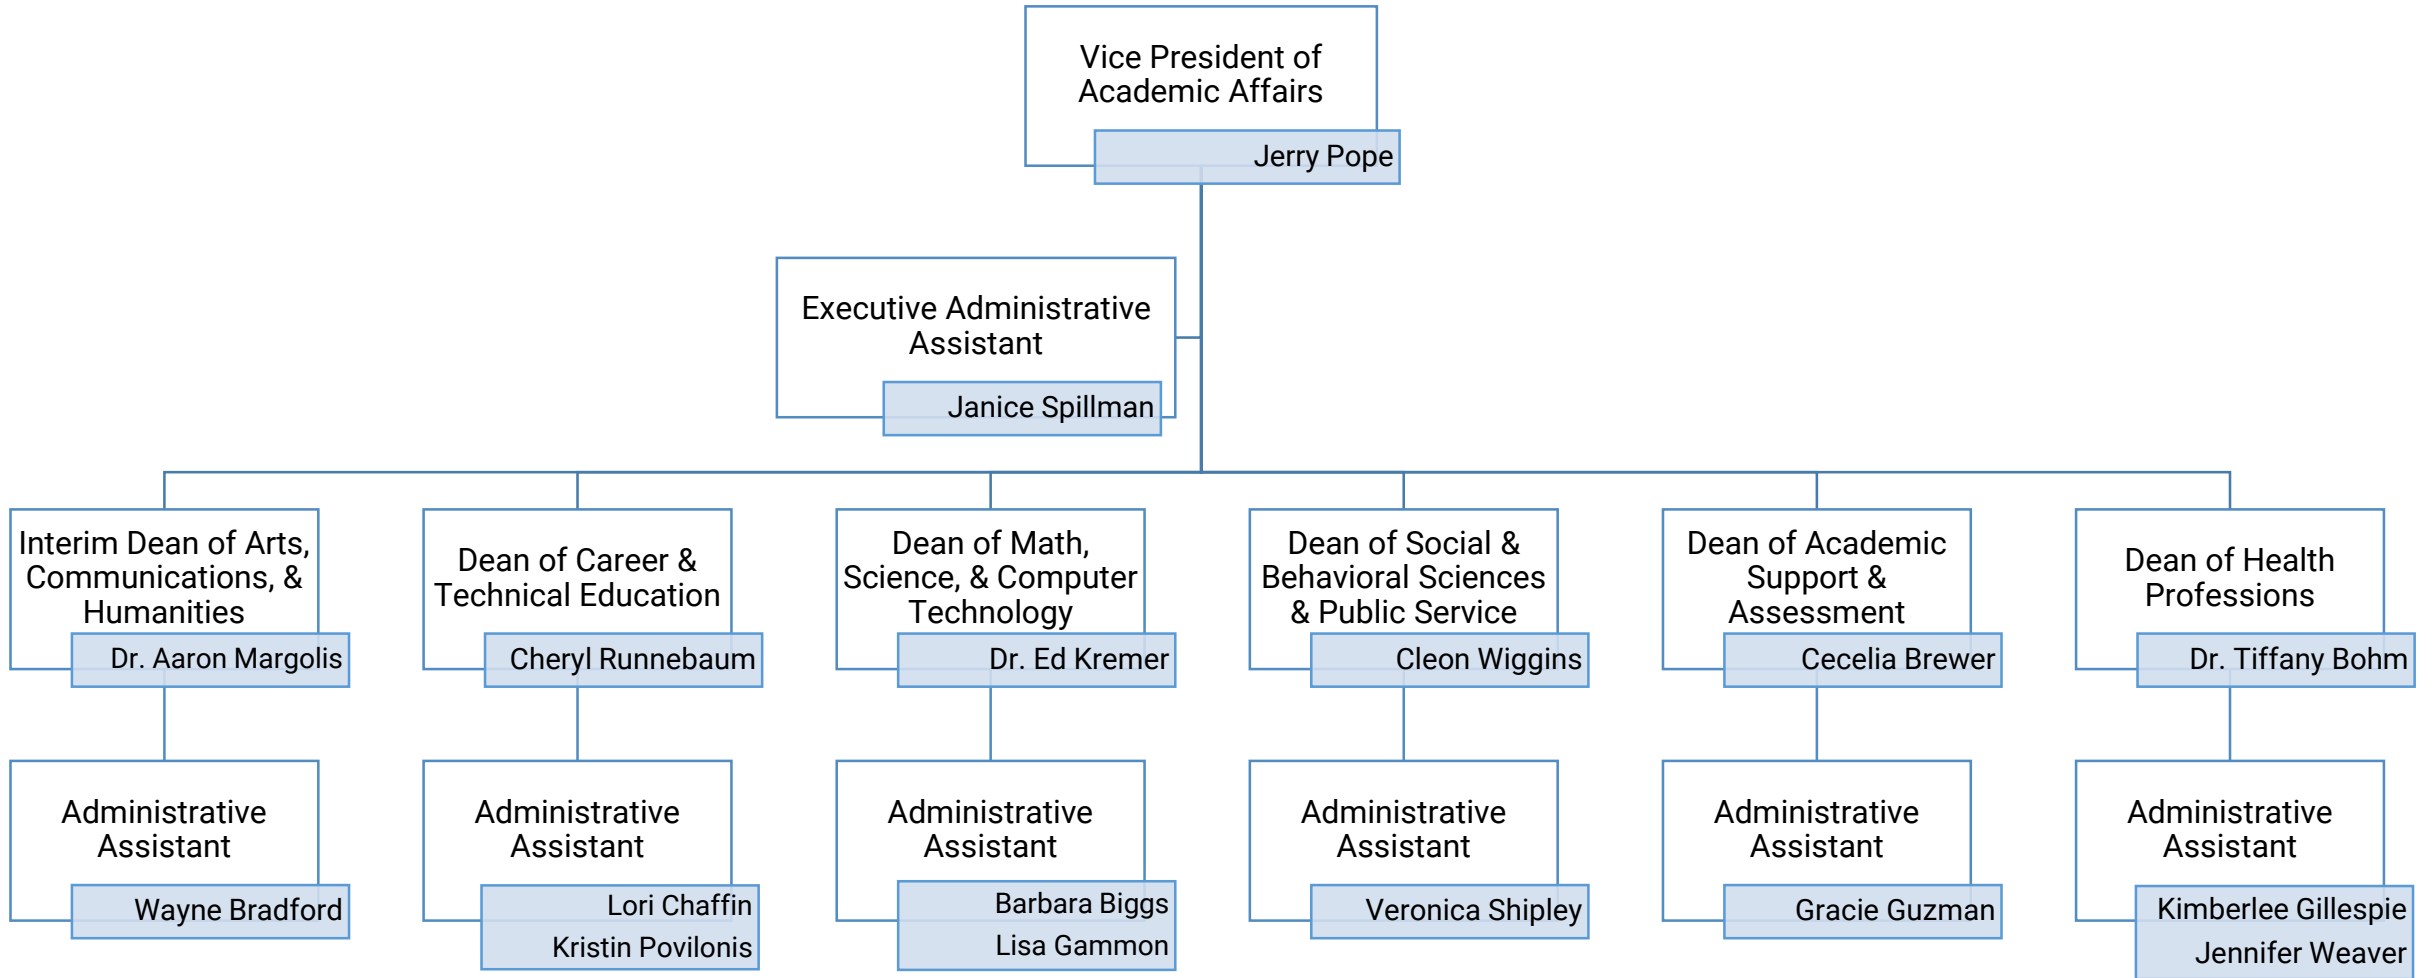 Vice President of
Academic Affairs
Jerry Pope
Executive Administrative
Assistant
Janice Spillman
Interim Dean of Arts,
Communications, &
Humanities
Dr. Aaron Margolis
Dean of Career &
Technical Education
Cheryl Runnebaum
Dean of Math,
Science, & Computer
Technology
Dr. Ed Kremer
Dean of Social &
Behavioral Sciences
& Public Service
Cleon Wiggins
Dean of Academic
Support &
Assessment
Cecelia Brewer
Dean of Health
Professions
Dr. Tiffany Bohm
Administrative
Assistant
Wayne Bradford
Administrative
Assistant
Lori Chaffin
Kristin Povilonis
Administrative
Assistant
Barbara Biggs
Lisa Gammon
Administrative
Assistant
Veronica Shipley
Administrative
Assistant
Gracie Guzman
Administrative
Assistant
Kimberlee Gillespie
Jennifer Weaver